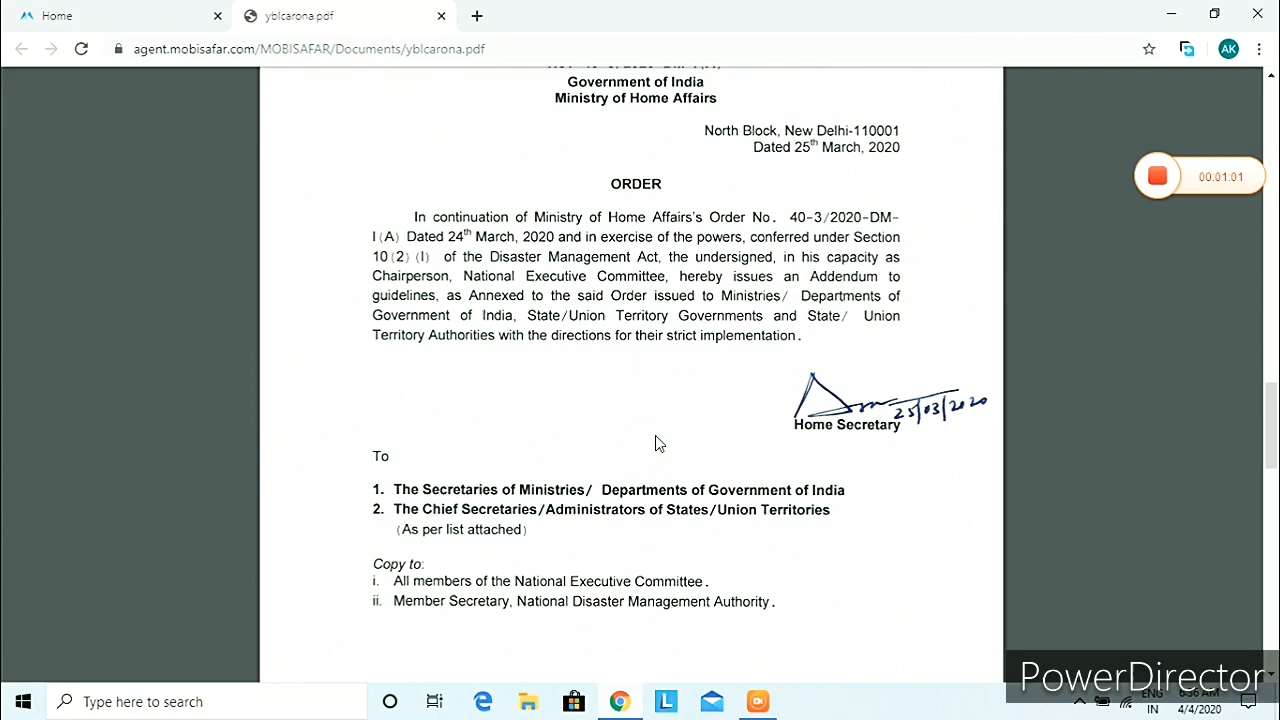 Home
yblcarona.pdf
agent.mobisafar.com/MOBISAFAR/Documents/yblcarona.pdf
AK
Government of India
Ministry of Home Affairs
North Block, New Delhi-110001
Dated 25th March, 2020
00:01:01
ORDER
In continuation of Ministry of Home Affairs's Order No. 40-3/2020-DM-
I(A) Dated 24th March, 2020 and in exercise of the powers, conferred under Section
10(2)(I) of the Disaster Management Act, the undersigned, in his capacity as
Chairperson, National Executive Committee, hereby issues an Addendum to
guidelines, as Annexed to the said Order issued to Ministries/ Departments of
Government of India, State/Union Territory Governments and State/ Union
Territory Authorities with the directions for their strict implementation.
25/03/2020
Home Secretary
To
1. The Secretaries of Ministries/ Departments of Government of India
2. The Chief Secretaries/Administrators of States/Union Territories
(As per list attached)
Copy to:
i. All members of the National Executive Committee.
ii. Member Secretary, National Disaster Management Authority.
PowerDirector
Type here to search
L
ENG 6:36 AM
IN 4/4/2020